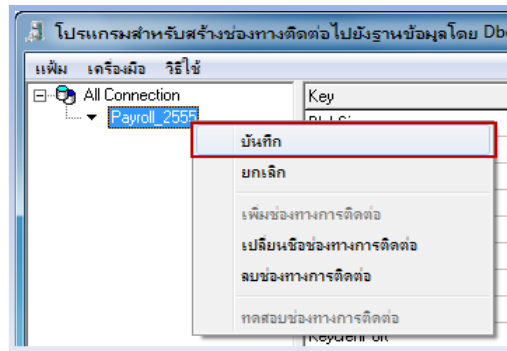 โปรแกรมสำหรับสร้างช่องทางติดต่อไปยังฐานข้อมูลโดย Dbe
แฟ้ม เครื่องมือ วิธีใช้
All Connection
Key
Payroll_2555
บันทึก
ยกเลิก
เพิ่มช่องทางการติดต่อ
เปลี่ยนชื่อช่องทางการติดต่อ
ลบช่องทางการติดต่อ
ทดสอบช่องทางการติดต่อ